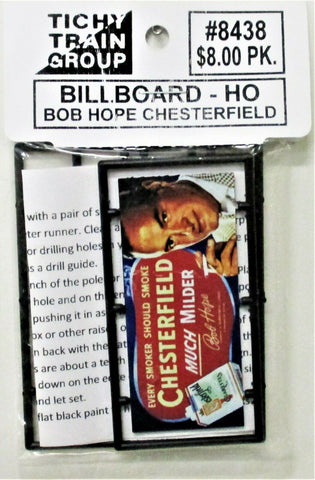 TICHY
TRAIN
GROUP
#8438
$8.00 PK.
BILLBOARD - HO
BOB HOPE CHESTERFIELD
with a pair of s
ter runner. Clean a
or drilling holes
as a drill guide.
nch of the pole
hole and on the
pushing it in as
ox or other raise
n back with the
s are about a te
down on the e
and let set.
flat black paint
EVERY SMOKER SHOULD SMOKE
CHESTERFIELD
MUCH MILDER
Bob Hope